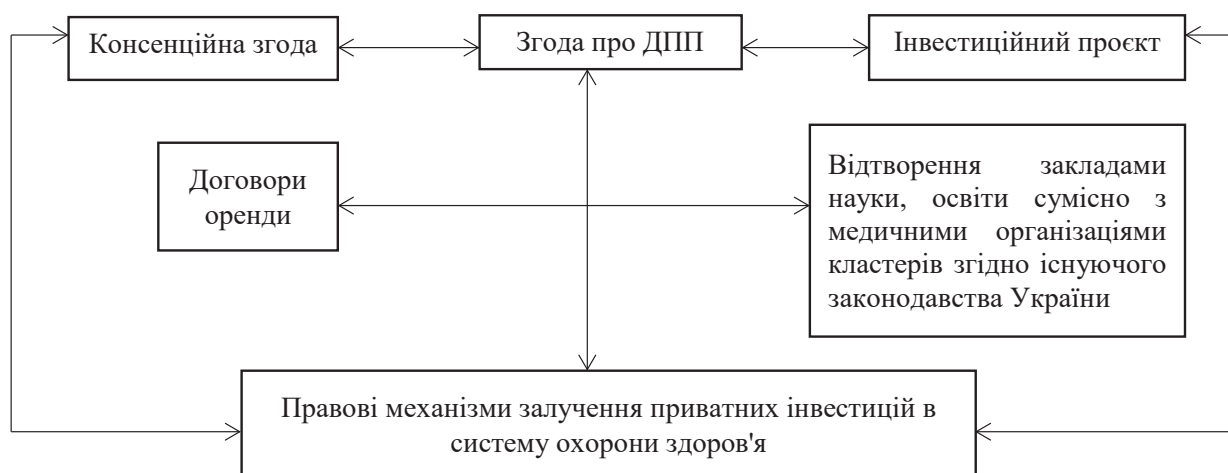 Консенційна згода
Згода про ДПП
Інвестиційний проєкт
Договори
оренди
Відтворення закладами
науки, освіти сумісно з
медичними організаціями
кластерів згідно існуючого
законодавства України
Правові механізми залучення приватних інвестицій в
систему охорони здоров'я